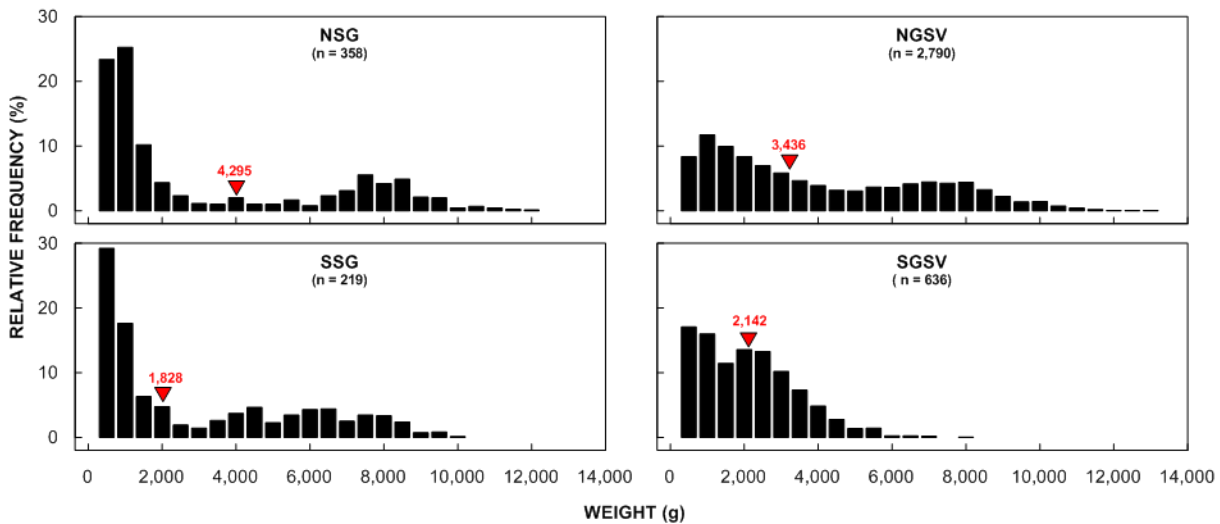 30
20
10
0
NSG
(n = 358)
4,295
NGSV
(n = 2,790)
3,436
RELATIVE FREQUENCY (%)
30
20
10
0
SSG
(n = 219)
1,828
SGSV
( n = 636)
2,142
0 2,000 4,000 6,000 8,000 10,000 12,000 14,000
0 2,000 4,000 6,000 8,000 10,000 12,000 14,000
WEIGHT (g)